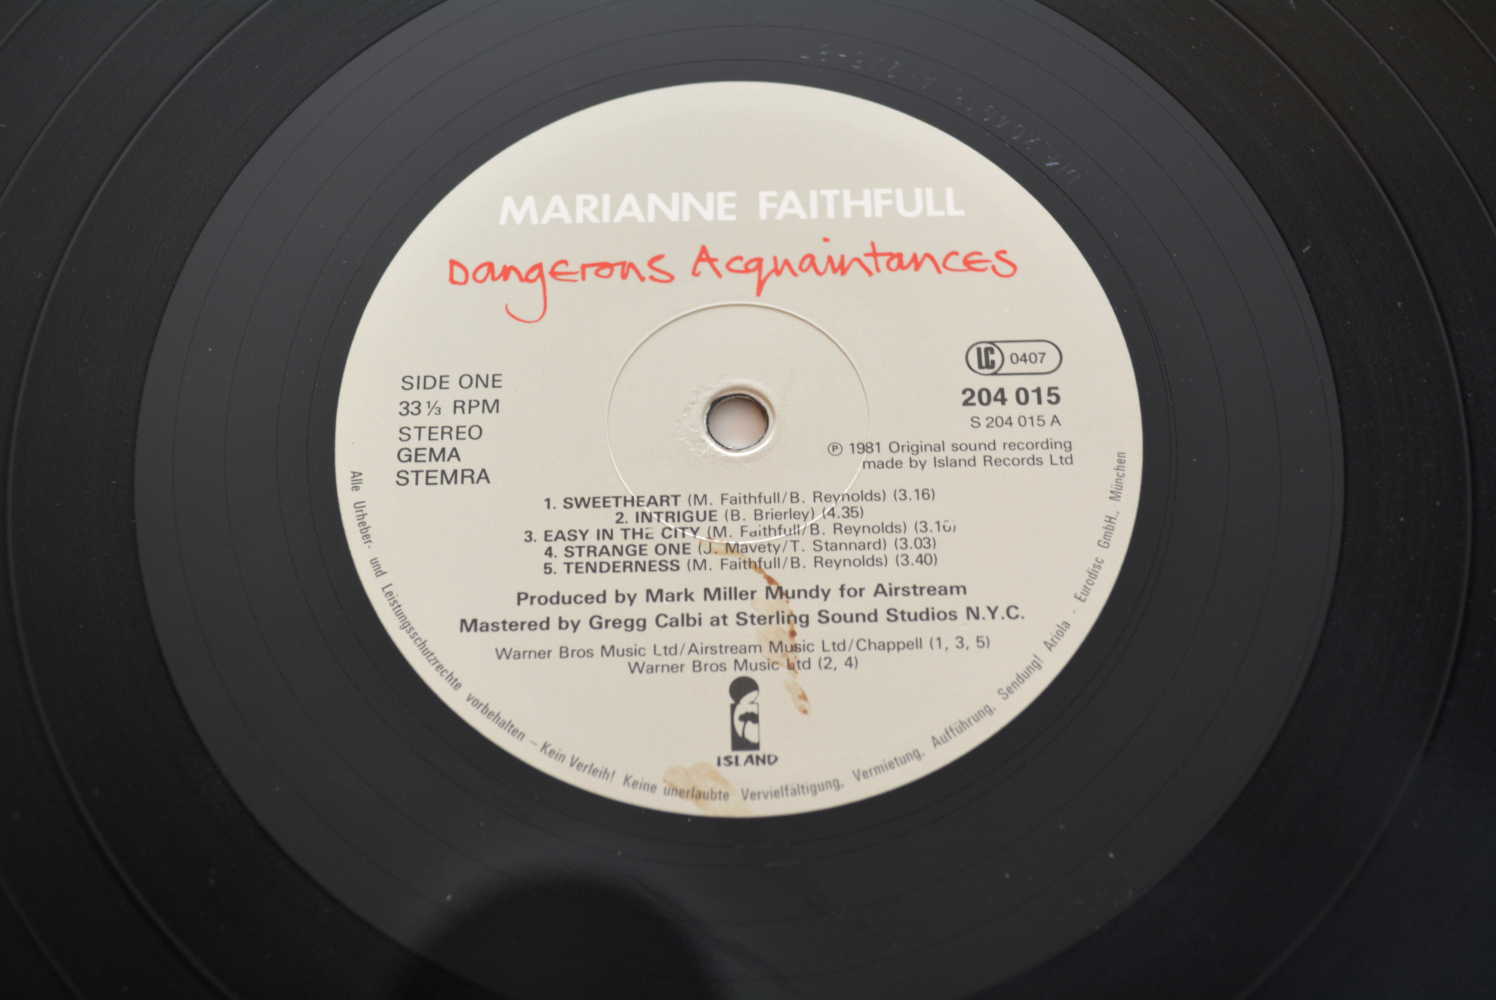 MARIANNE FAITHFULL
Dangerous Acquaintances
SIDE ONE
33 ⅓ RPM
STEREO
GEMA
STEMRA
LC 0407
204 015
S 204 015 A
℗ 1981 Original sound recording
made by Island Records Ltd
1. SWEETHEART (M. Faithfull/B. Reynolds) (3.16)
2. INTRIGUE (B. Brierley) (4.35)
3. EASY IN THE CITY (M. Faithfull/B. Reynolds)
4. STRANGE ONE (J. Mavety/T. Stannard) (3.03)
5. TENDERNESS (M. Faithfull/B. Reynolds) (3.40)
Produced by Mark Miller Mundy for Airstream
Mastered by Gregg Calbi at Sterling Sound Studios N.Y.C.
Warner Bros Music Ltd/Airstream Music Ltd/Chappell (1, 3, 5)
Warner Bros Music Ltd (2, 4)
ISLAND
Alle Urheber- und Leistungsschutzrechte vorbehalten – Kein Verleih! Keine unerlaubte Vervielfältigung, Vermietung, Aufführung, Sendung! Ariola - Eurodisc GmbH., München